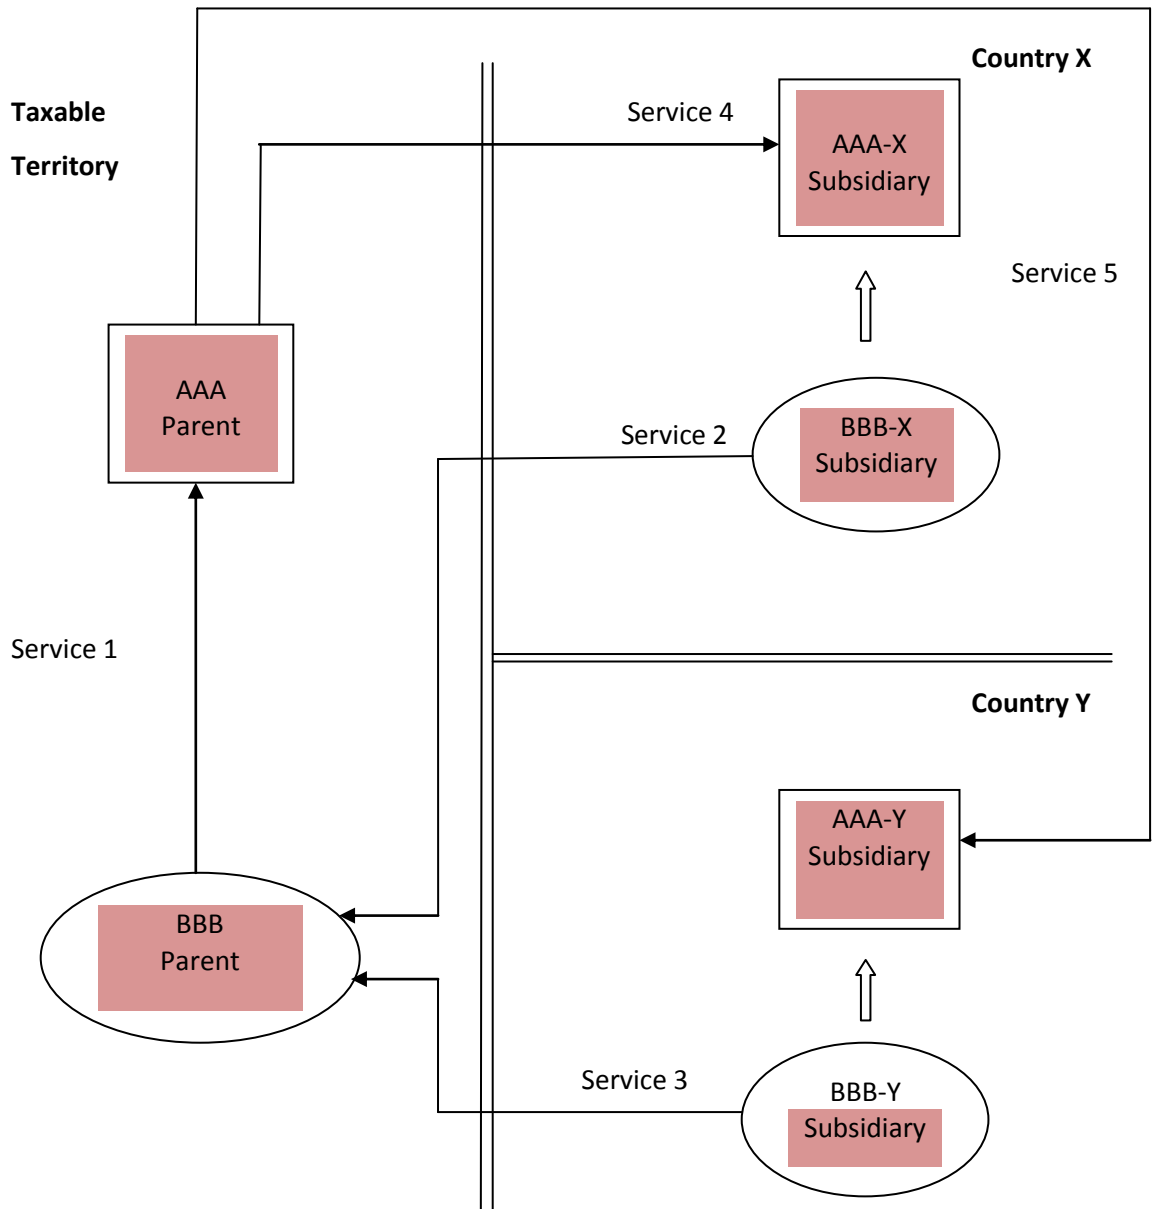 Country X
Taxable
Territory
Service 4
AAA-X
Subsidiary
Service 5
AAA
Parent
Service 2
BBB-X
Subsidiary
Service 1
Country Y
AAA-Y
Subsidiary
BBB
Parent
Service 3
BBB-Y
Subsidiary